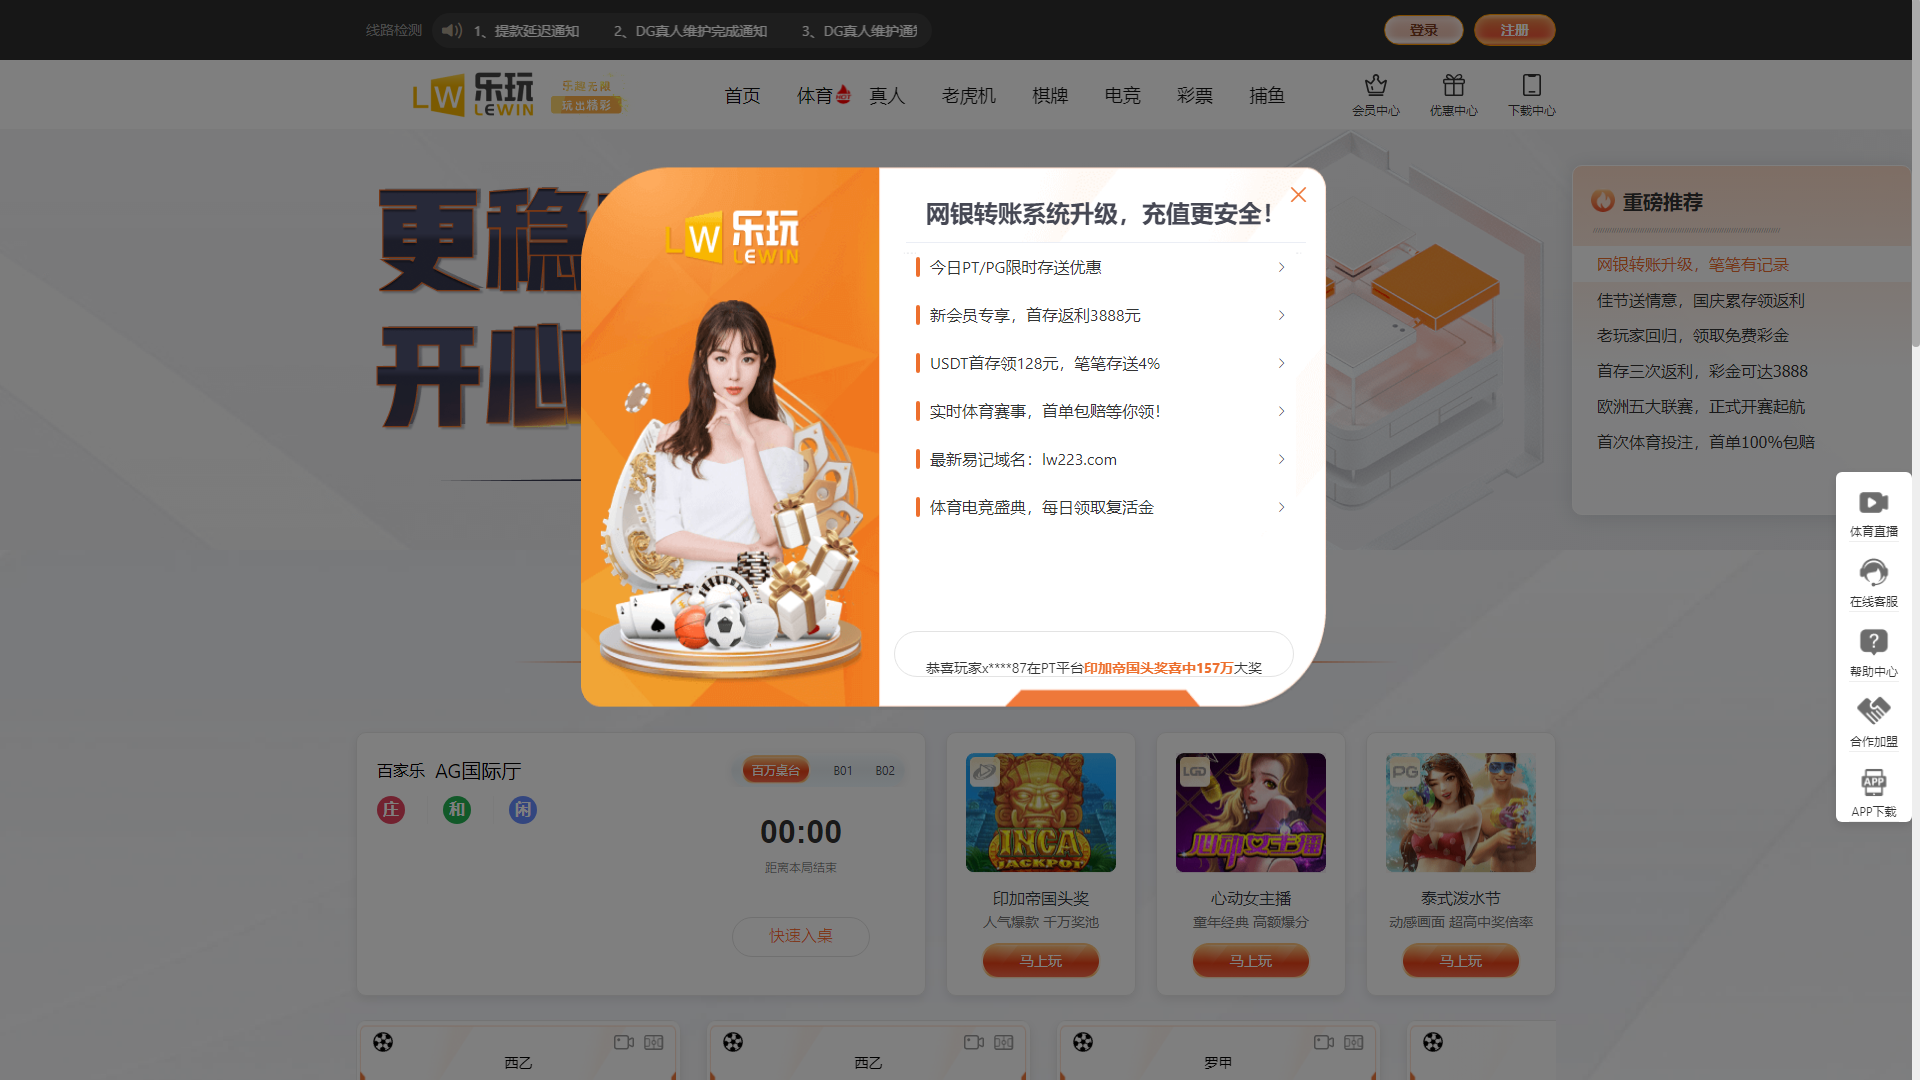 线路检测
1、提款延迟通知
2、DG真人维护完成通知
3、DG真人维护通
登录
注册
LW 乐玩 LEWIN
乐趣无限
玩出精彩
首页
体育
HOT
真人
老虎机
棋牌
电竞
彩票
捕鱼
会员中心
优惠中心
下载中心
更稳
开心
LW 乐玩 LEWIN
网银转账系统升级，充值更安全！
今日PT/PG限时存送优惠
新会员专享，首存返利3888元
USDT首存领128元，笔笔存送4%
实时体育赛事，首单包赔等你领！
最新易记域名：lw223.com
体育电竞盛典，每日领取复活金
恭喜玩家x****87在PT平台印加帝国头奖喜中157万大奖
重磅推荐
网银转账升级，笔笔有记录
佳节送情意，国庆累存领返利
老玩家回归，领取免费彩金
首存三次返利，彩金可达3888
欧洲五大联赛，正式开赛起航
首次体育投注，首单100%包赔
体育直播
在线客服
帮助中心
合作加盟
APP
APP下载
百家乐 AG国际厅
百万桌台
B01
B02
庄
和
闲
00:00
距离本局结束
快速入桌
INCA JACKPOT
印加帝国头奖
人气爆款 千万奖池
马上玩
LGD
心动女主播
心动女主播
童年经典 高额爆分
马上玩
PG
泰式泼水节
动感画面 超高中奖倍率
马上玩
西乙
西乙
罗甲